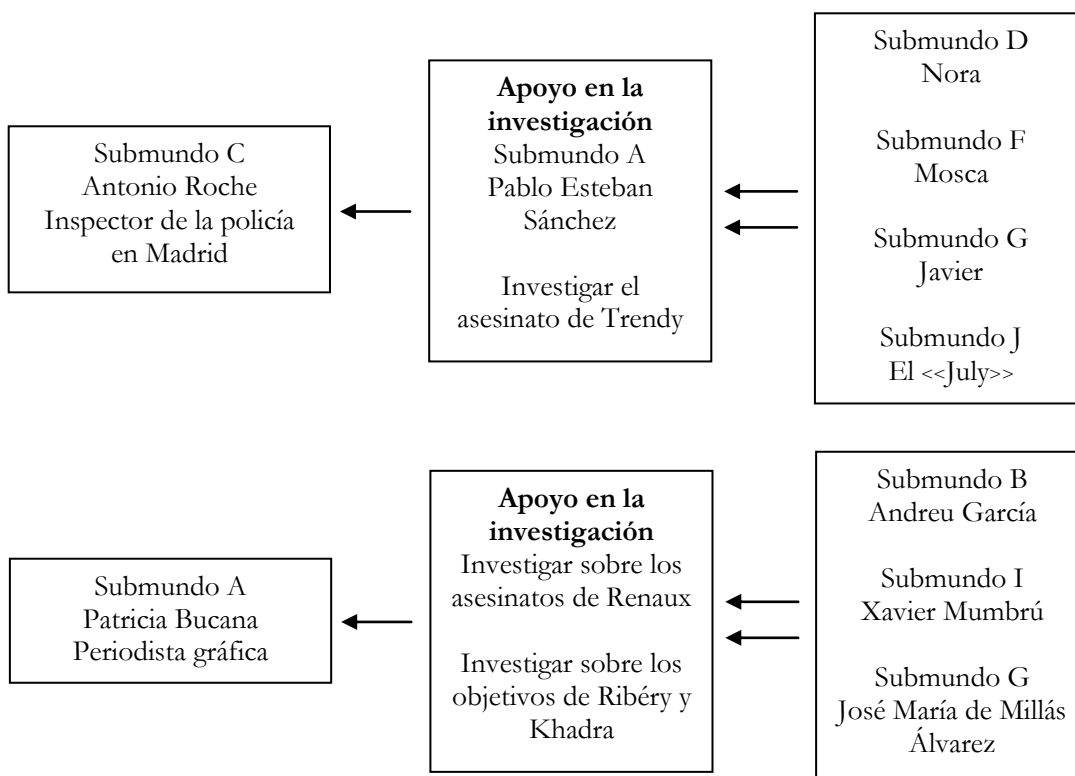 Submundo C
Antonio Roche
Inspector de la policía
en Madrid
Apoyo en la
investigación
Submundo A
Pablo Esteban
Sánchez
Investigar el
asesinato de Trendy
Submundo D
Nora
Submundo F
Mosca
Submundo G
Javier
Submundo J
El <<July>>
Submundo A
Patricia Bucana
Periodista gráfica
Apoyo en la
investigación
Investigar sobre los
asesinatos de Renaux
Investigar sobre los
objetivos de Ribéry y
Khadra
Submundo B
Andreu García
Submundo I
Xavier Mumbrú
Submundo G
José María de Millás
Álvarez